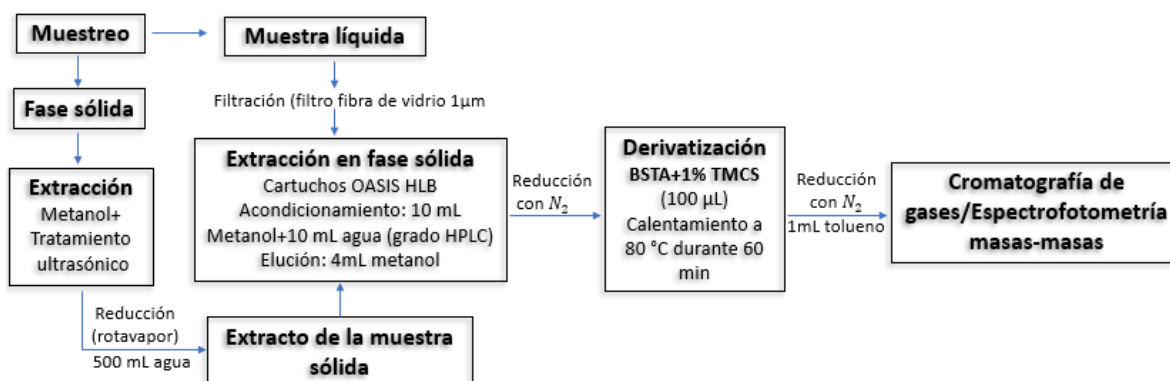 Muestreo
Muestra líquida
Filtración (filtro fibra de vidrio 1µm
Fase sólida
Extracción
Metanol+
Tratamiento
ultrasónico
Reducción
(rotavapor)
500 mL agua
Extracto de la muestra
sólida
Extracción en fase sólida
Cartuchos OASIS HLB
Acondicionamiento: 10 mL
Metanol+10 mL agua (grado HPLC)
Elución: 4mL metanol
Reducción
con N₂
Derivatización
BSTA+1% TMCS
(100 µL)
Calentamiento a
80 °C durante 60
min
Reducción
con N₂
1mL tolueno
Cromatografía de
gases/Espectrofotometría
masas-masas